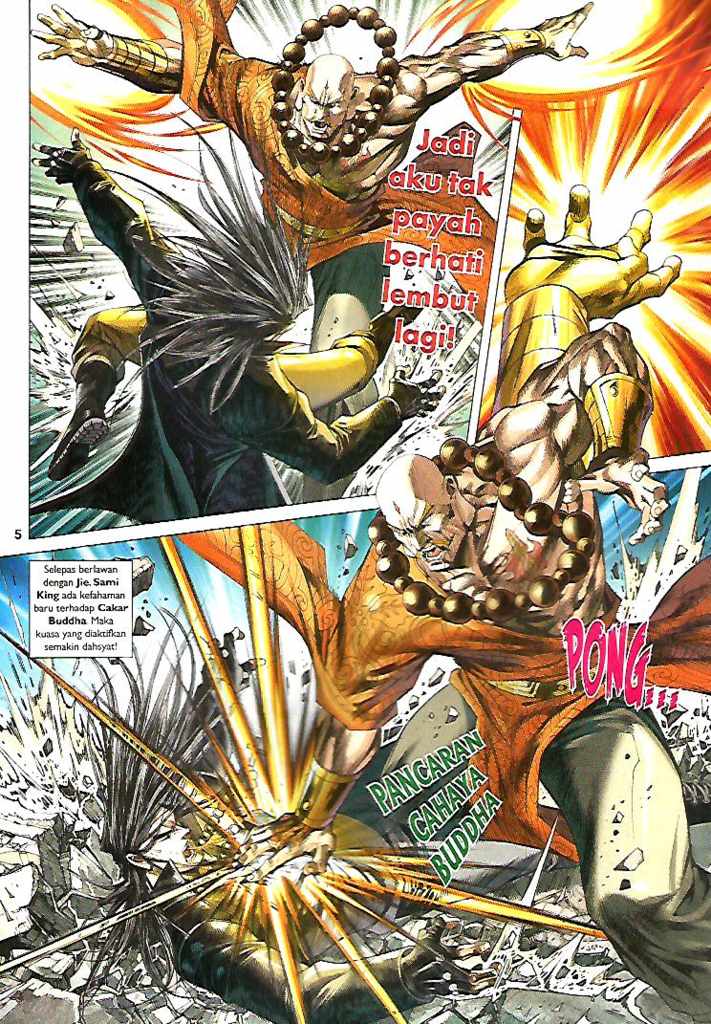 Jadi
aku tak
payah
berhati
lembut
lagi!
5
Selepas berlawan
dengan Jie, Sami
King ada kefahaman
baru terhadap Cakar
Buddha. Maka
kuasa yang diaktifkan
semakin dahsyat!
PONG...
PANCARAN
CAHAYA
BUDDHA